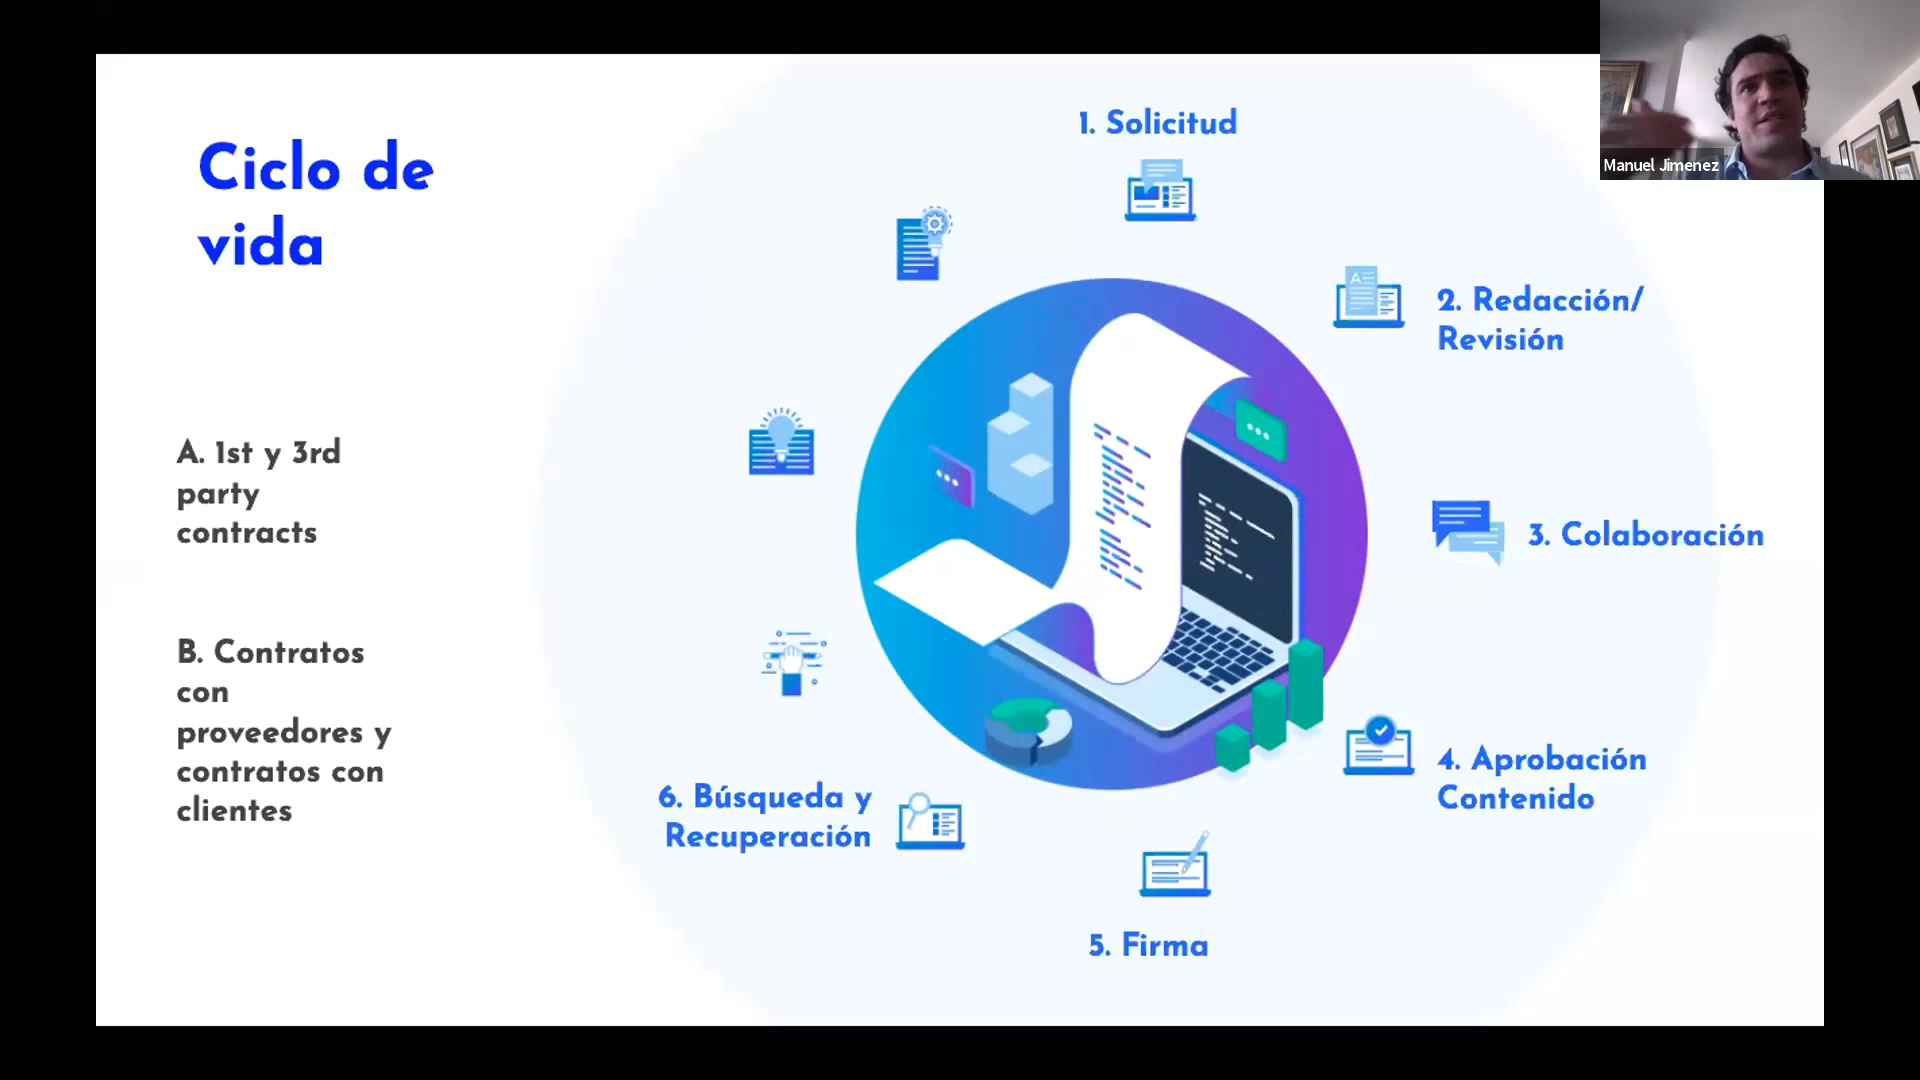 Ciclo de
vida
A. 1st y 3rd
party
contracts
B. Contratos
con
proveedores y
contratos con
clientes
1. Solicitud
2. Redacción/
Revisión
3. Colaboración
4. Aprobación
Contenido
5. Firma
6. Búsqueda y
Recuperación
Manuel Jimenez